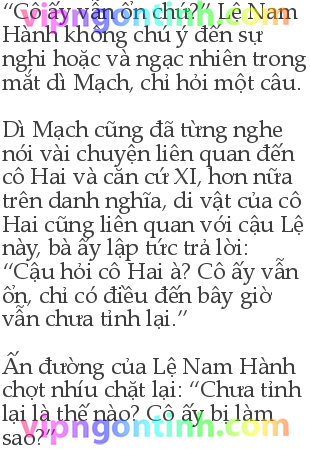 “Cô ấy vẫn ổn chứ?” Lệ Nam
vipngontinh.com
Hành không chú ý đến sự
nghi hoặc và ngạc nhiên trong
mắt dì Mạch, chỉ hỏi một câu.
Dì Mạch cũng đã từng nghe
nói vài chuyện liên quan đến
cô Hai và căn cứ XI, hơn nữa
trên danh nghĩa, di vật của cô
Hai cũng liên quan với cậu Lệ
này, bà ấy lập tức trả lời:
“Cậu hỏi cô Hai à? Cô ấy vẫn
ổn, chỉ có điều đến bây giờ
vẫn chưa tỉnh lại.”
Ấn đường của Lệ Nam Hành
chợt nhíu chặt lại: “Chưa tỉnh
lại là thế nào? Cô ấy bị làm
vipngontinh.com
sao?”